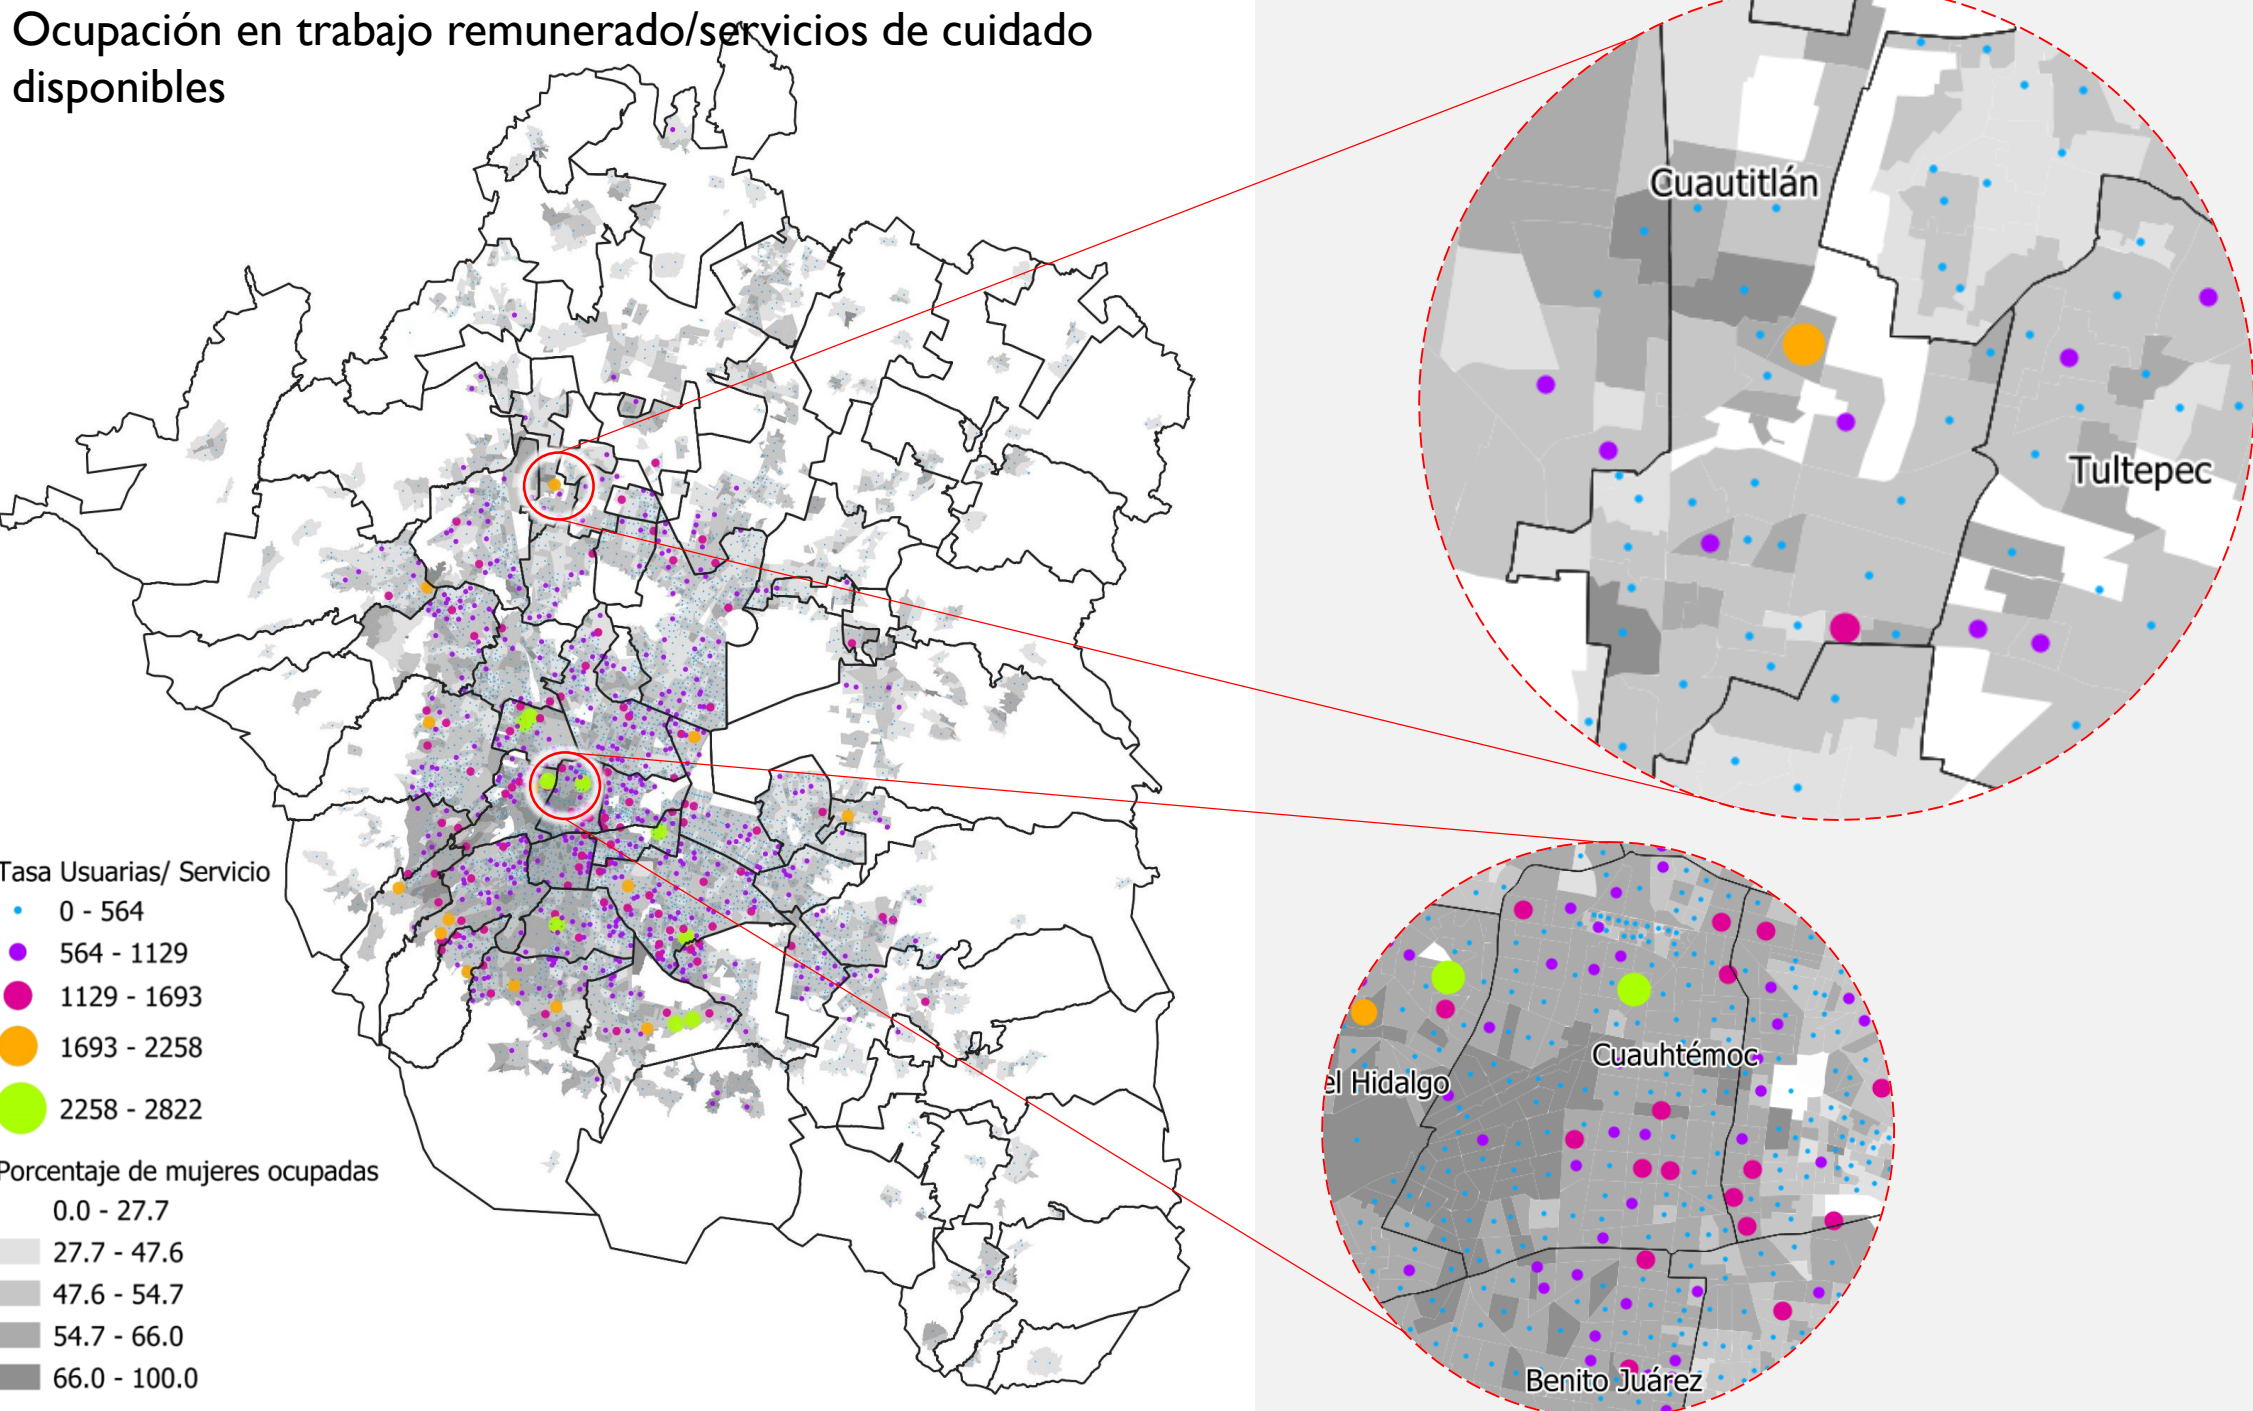 Ocupación en trabajo remunerado/servicios de cuidado
disponibles
Cuautitlán
Tultepec
Tasa Usuarias/ Servicio
0 - 564
564 - 1129
1129 - 1693
1693 - 2258
2258 - 2822
Porcentaje de mujeres ocupadas
0.0 - 27.7
27.7 - 47.6
47.6 - 54.7
54.7 - 66.0
66.0 - 100.0
Cuauhtémoc
el Hidalgo
Benito Juárez